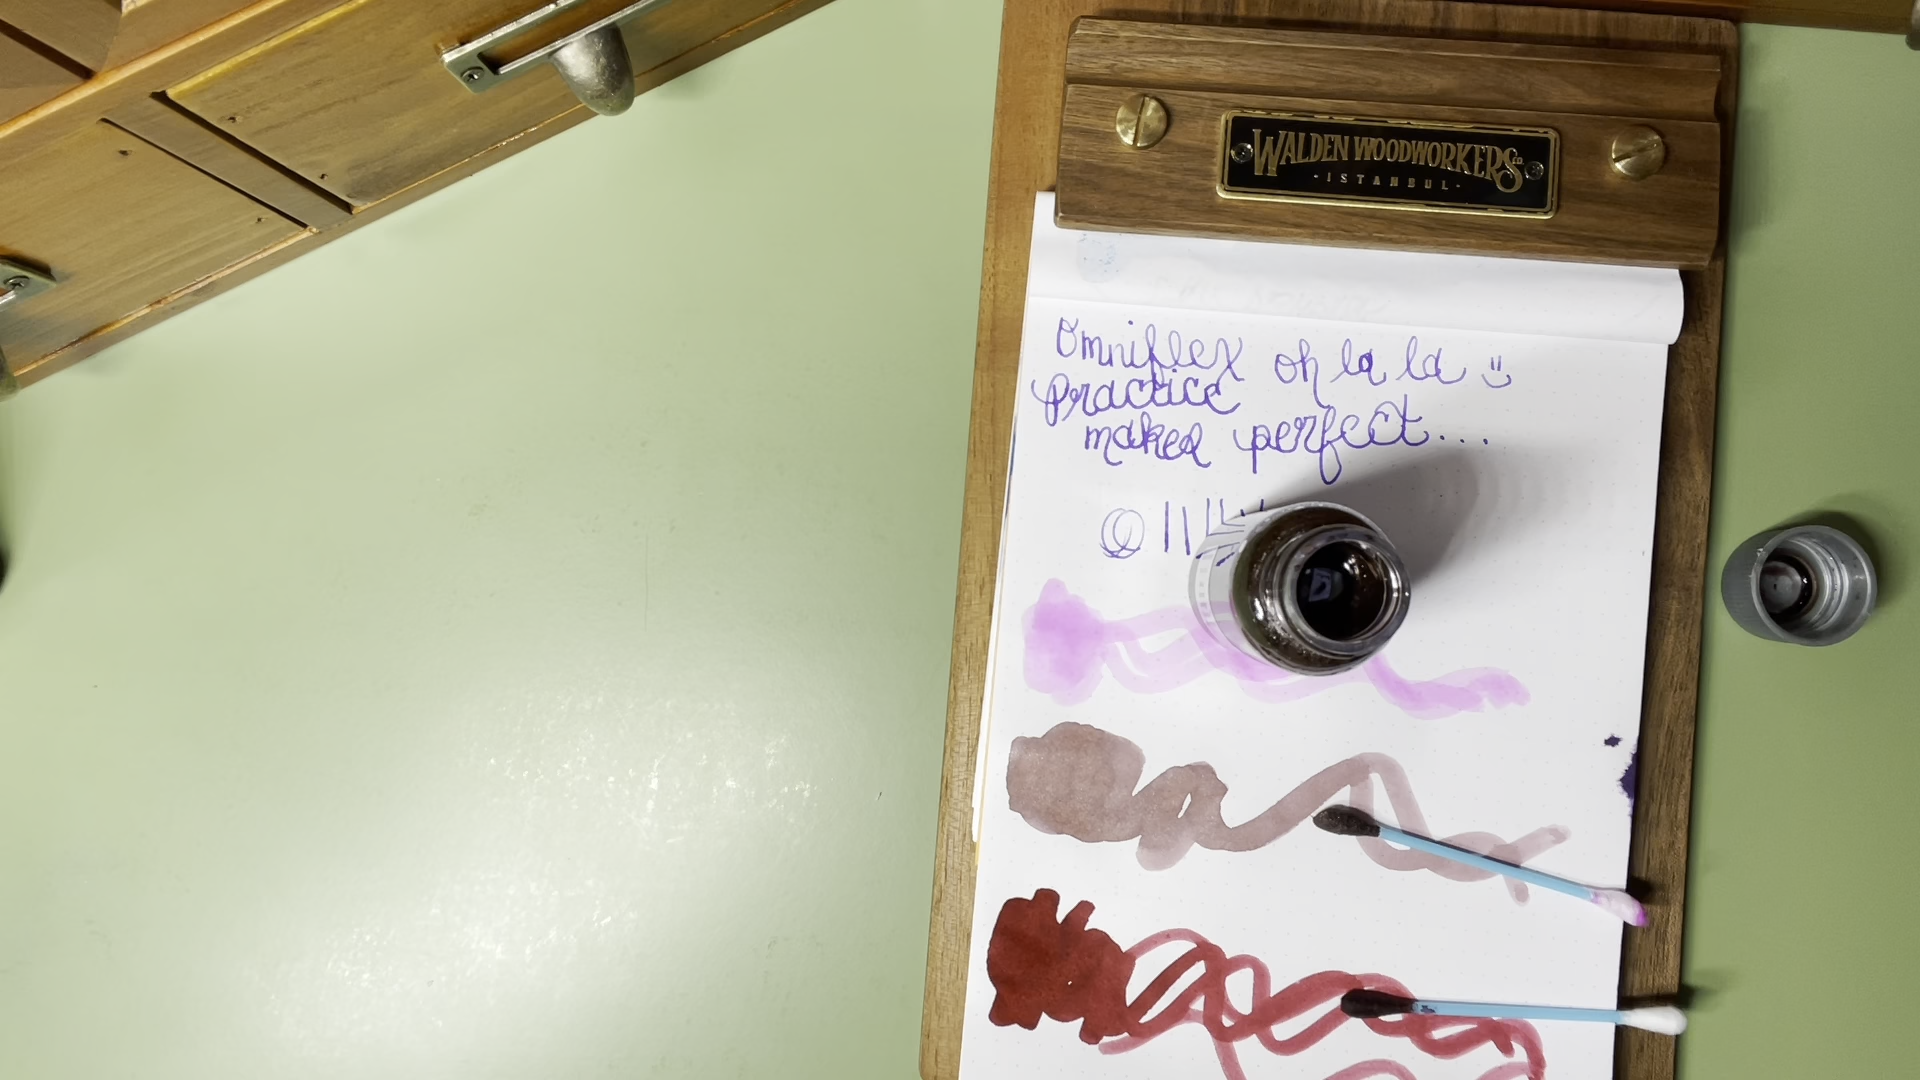 WALDEN WOODWORKERS Co.
· ISTANBUL ·
Omniflex oh la la
practice
makes perfect...